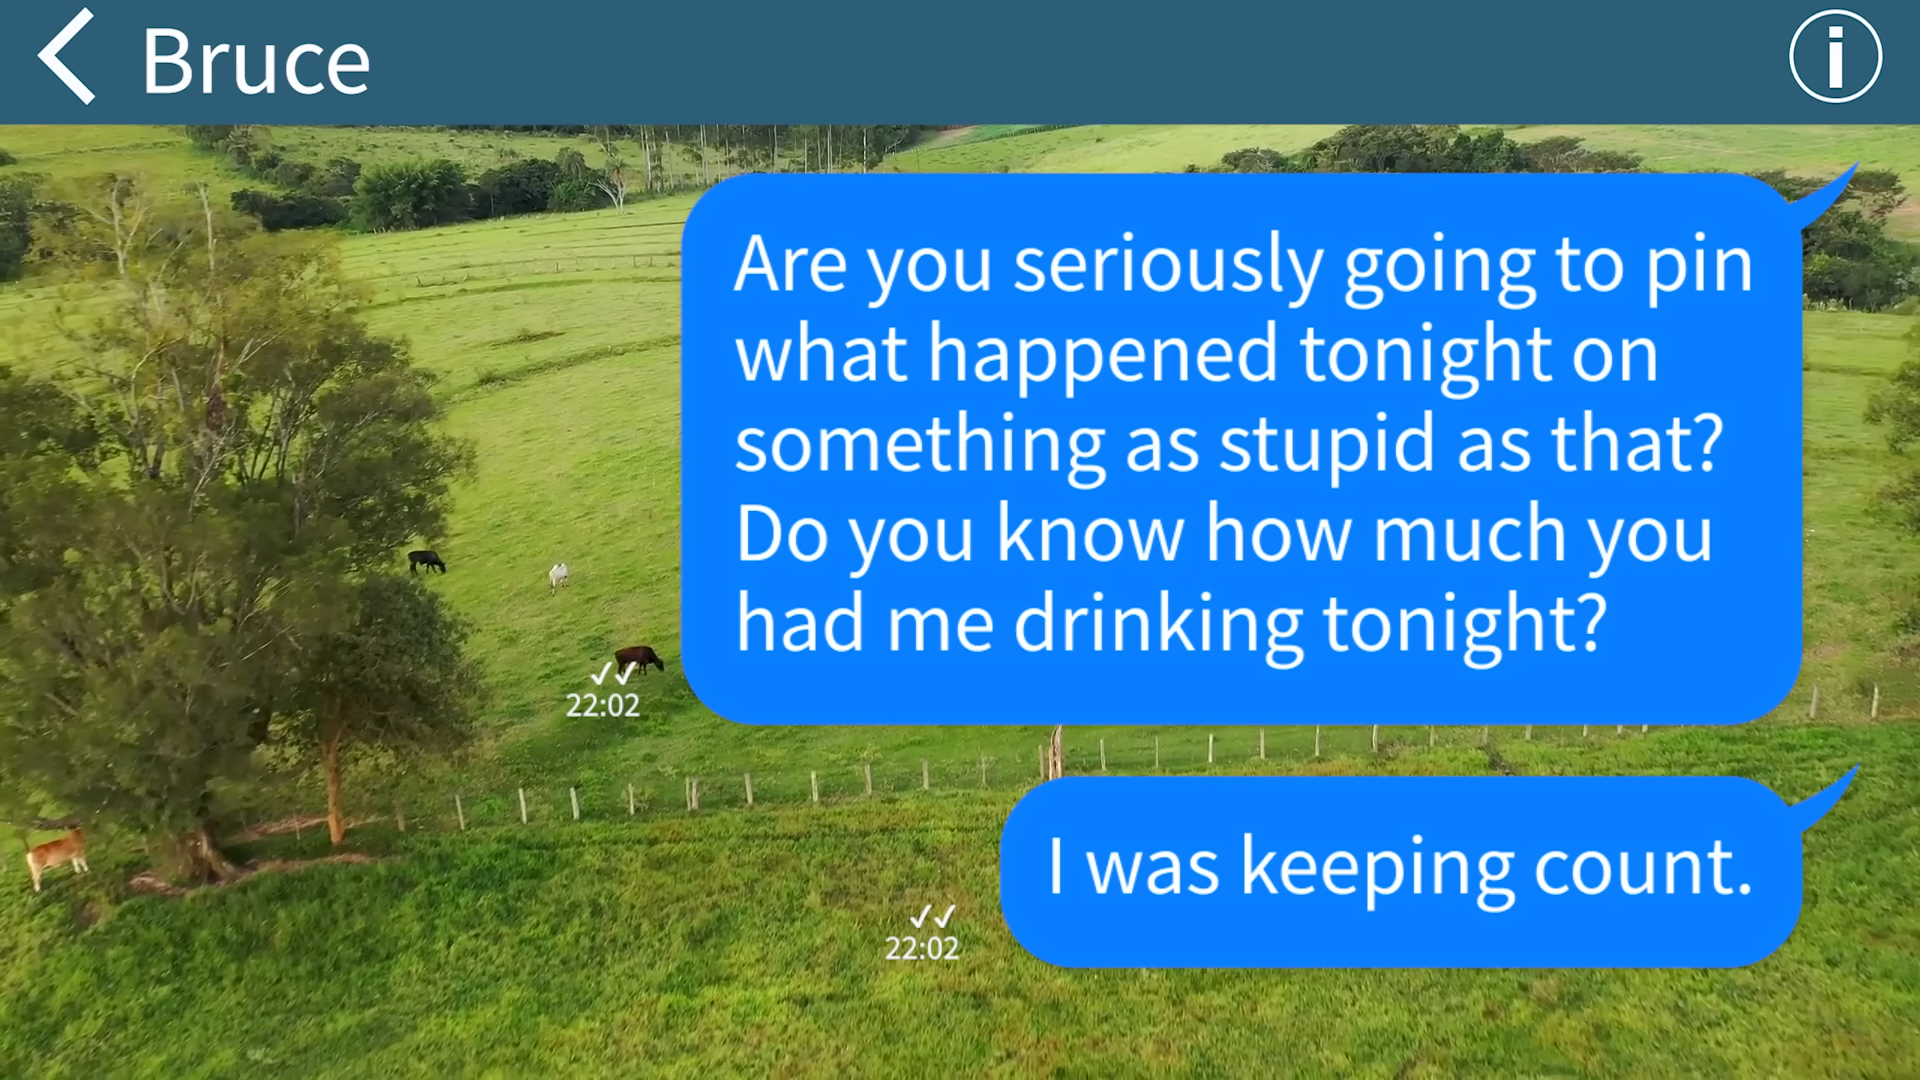 Bruce
Are you seriously going to pin
what happened tonight on
something as stupid as that?
Do you know how much you
had me drinking tonight?
22:02
I was keeping count.
22:02